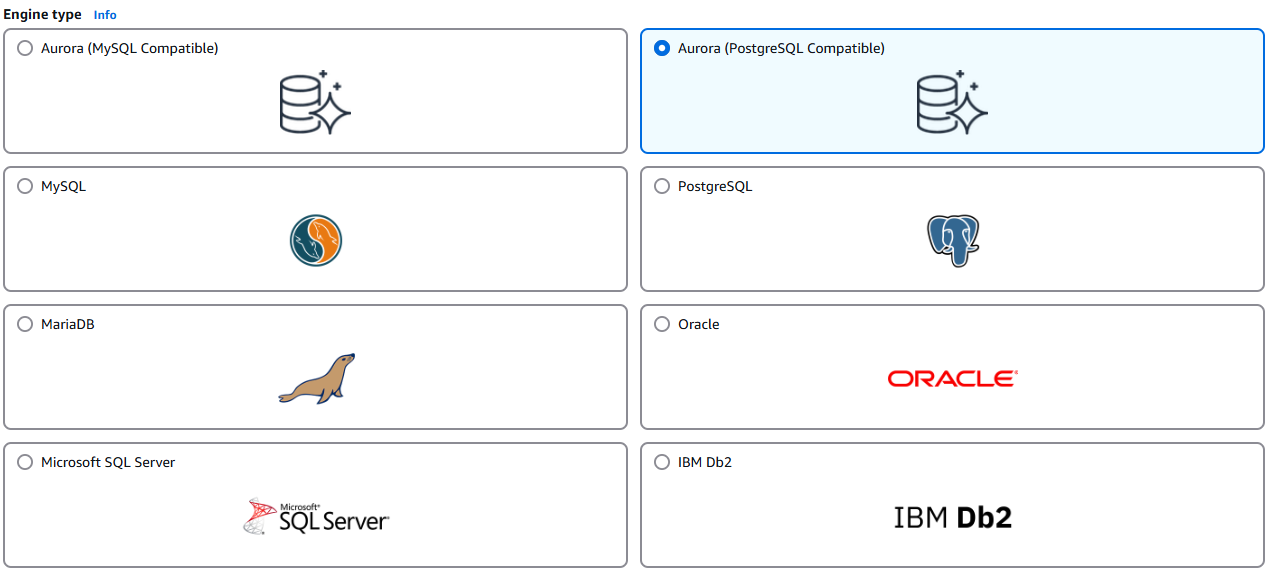 Engine type Info
Aurora (MySQL Compatible)
Aurora (PostgreSQL Compatible)
MySQL
PostgreSQL
MariaDB
Oracle
ORACLE
Microsoft SQL Server
Microsoft®
SQL Server
IBM Db2
IBM Db2